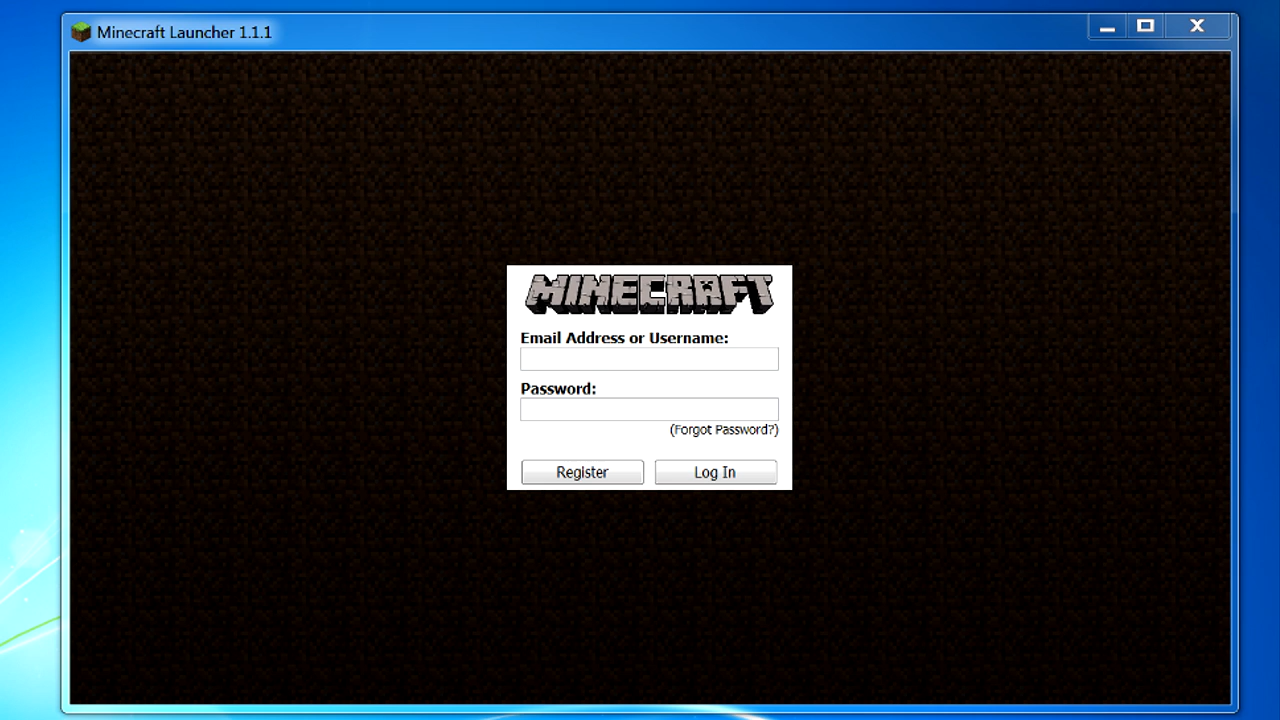 Minecraft Launcher 1.1.1
MINECRAFT
Email Address or Username:
Password:
(Forgot Password?)
Register Log In